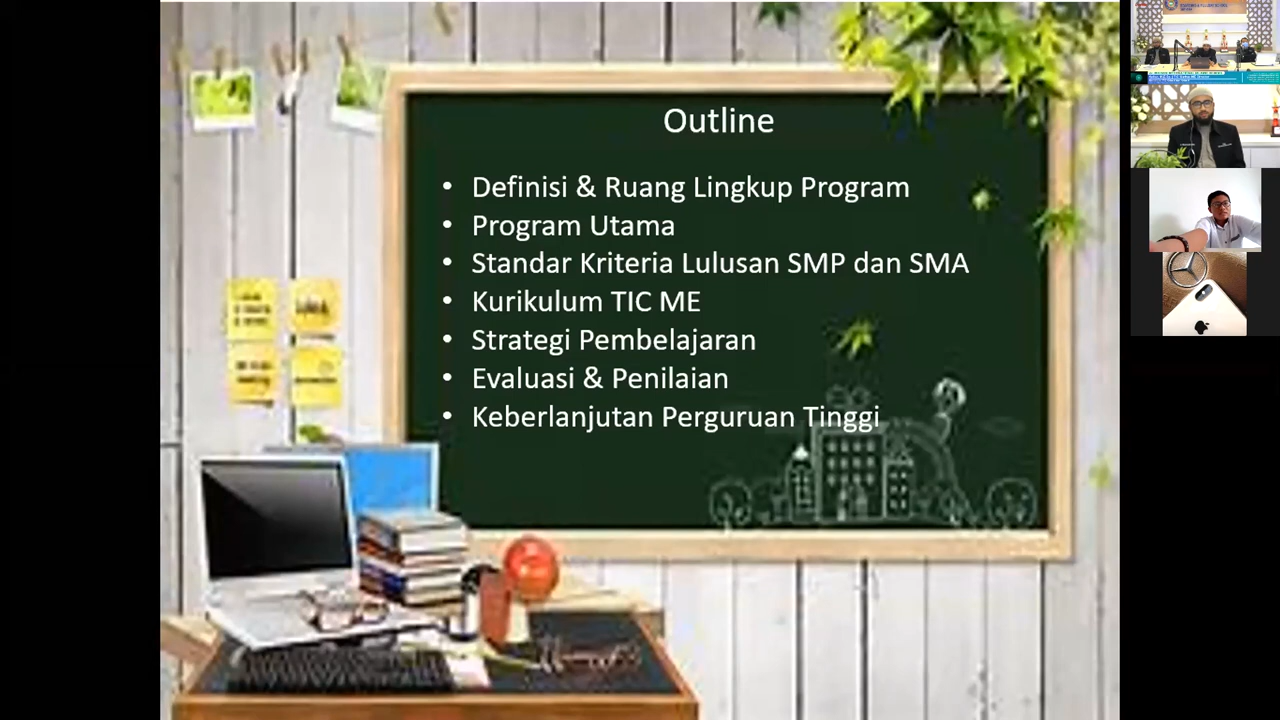 Outline
• Definisi & Ruang Lingkup Program
• Program Utama
• Standar Kriteria Lulusan SMP dan SMA
• Kurikulum TIC ME
• Strategi Pembelajaran
• Evaluasi & Penilaian
• Keberlanjutan Perguruan Tinggi